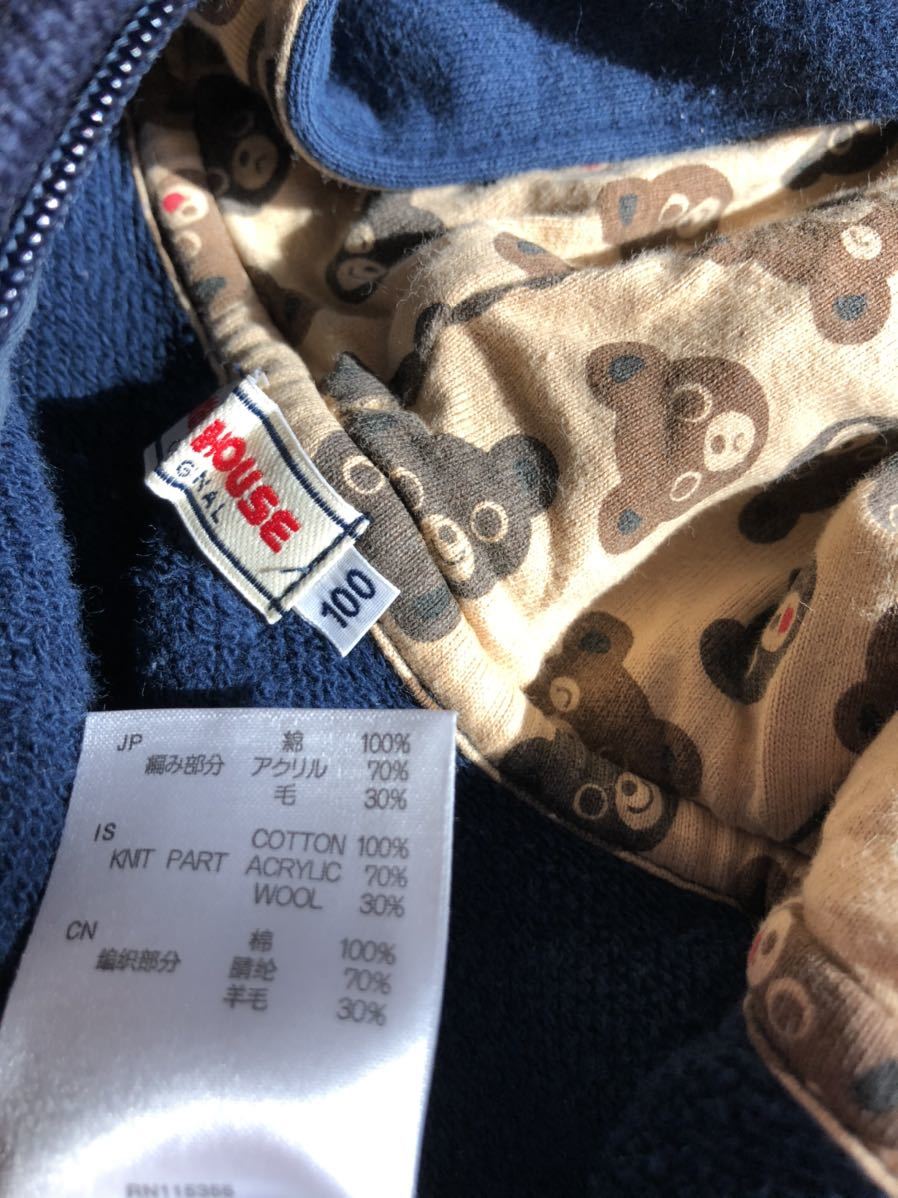 HOUSE
GNAL
100
JP 綿 100%
編み部分 アクリル 70%
毛 30%
IS COTTON 100%
KNIT PART ACRYLIC 70%
WOOL 30%
CN 棉 100%
编织部分 腈纶 70%
羊毛 30%